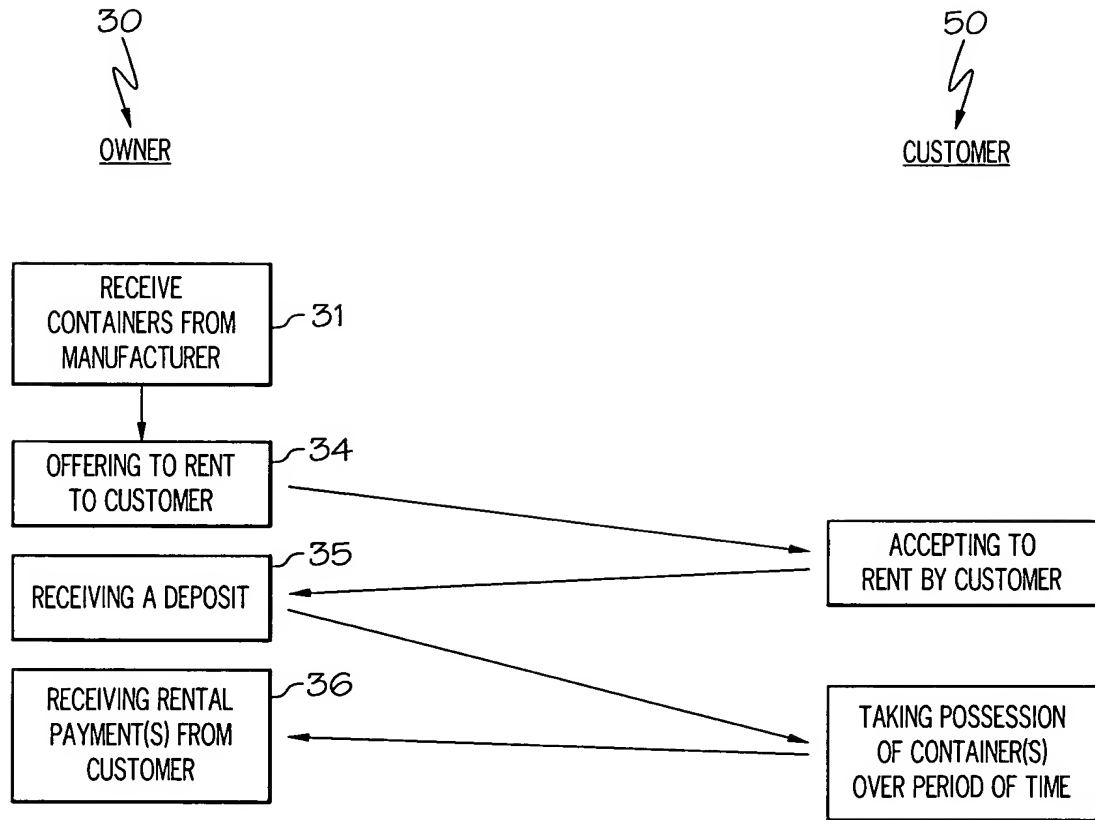 30
50
OWNER
CUSTOMER
RECEIVE
CONTAINERS FROM
MANUFACTURER
31
OFFERING TO RENT
TO CUSTOMER
34
ACCEPTING TO
RENT BY CUSTOMER
RECEIVING A DEPOSIT
35
RECEIVING RENTAL
PAYMENT(S) FROM
CUSTOMER
36
TAKING POSSESSION
OF CONTAINER(S)
OVER PERIOD OF TIME